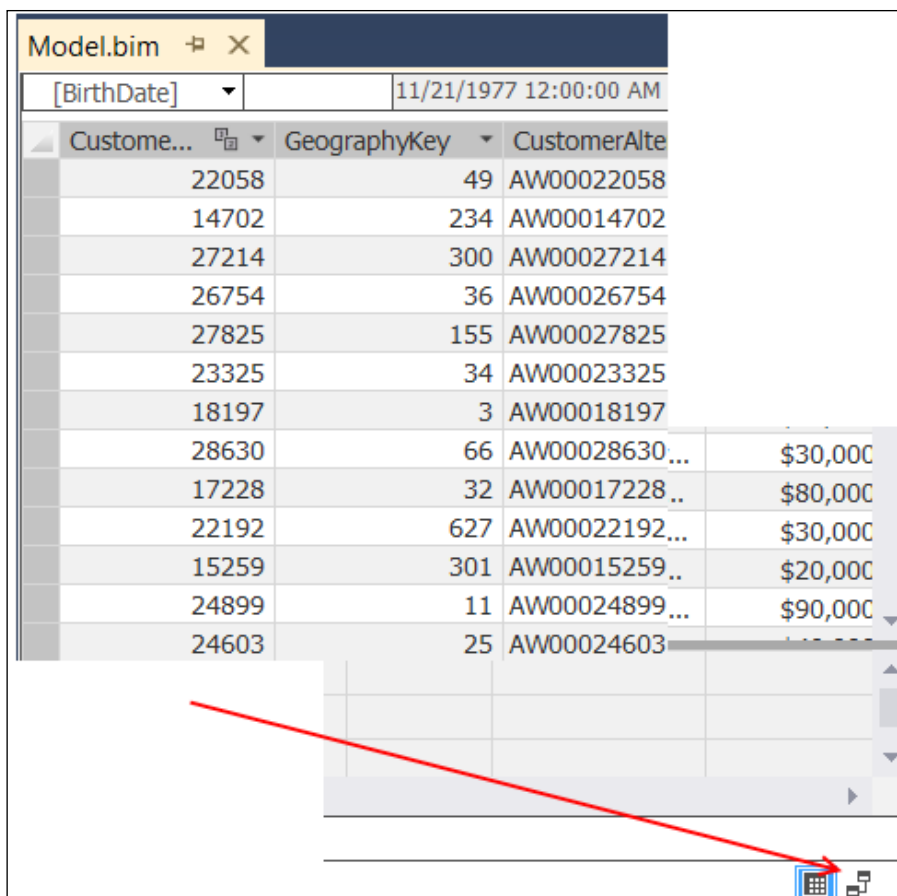 Model.bim
[BirthDate] 11/21/1977 12:00:00 AM
Custome... GeographyKey CustomerAlte
22058 49 AW00022058
14702 234 AW00014702
27214 300 AW00027214
26754 36 AW00026754
27825 155 AW00027825
23325 34 AW00023325
18197 3 AW00018197
28630 66 AW00028630... $30,000
17228 32 AW00017228.. $80,000
22192 627 AW00022192... $30,000
15259 301 AW00015259.. $20,000
24899 11 AW00024899... $90,000
24603 25 AW00024603